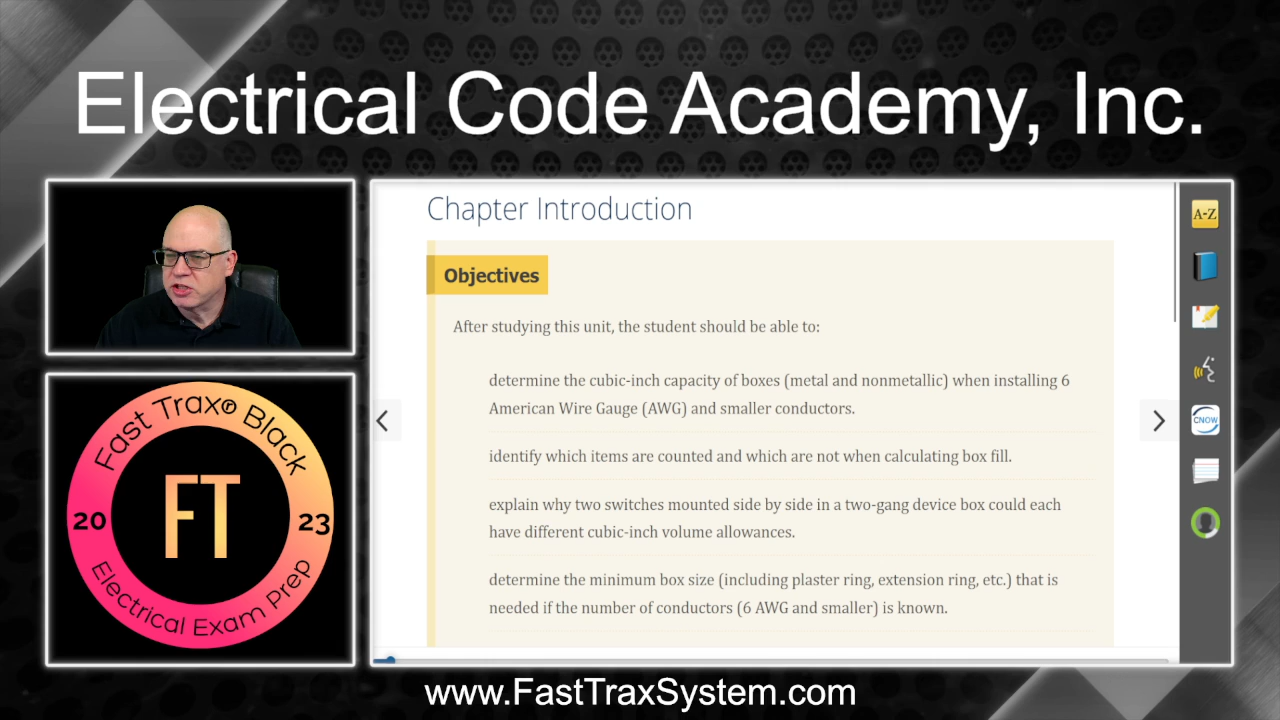 Electrical Code Academy, Inc.
Chapter Introduction
A-Z
Objectives
After studying this unit, the student should be able to:
determine the cubic-inch capacity of boxes (metal and nonmetallic) when installing 6
American Wire Gauge (AWG) and smaller conductors.
CNOW
identify which items are counted and which are not when calculating box fill.
explain why two switches mounted side by side in a two-gang device box could each
have different cubic-inch volume allowances.
determine the minimum box size (including plaster ring, extension ring, etc.) that is
needed if the number of conductors (6 AWG and smaller) is known.
Fast Trax® Black
FT
20 23
Electrical Exam Prep
www.FastTraxSystem.com